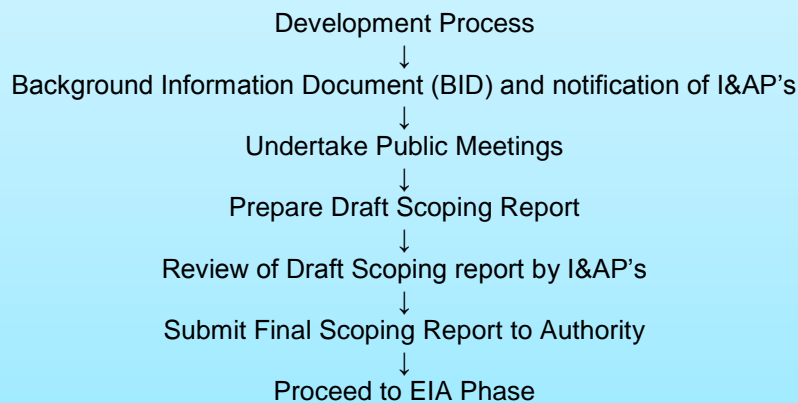 Development Process
↓
Background Information Document (BID) and notification of I&AP’s
↓
Undertake Public Meetings
↓
Prepare Draft Scoping Report
↓
Review of Draft Scoping report by I&AP’s
↓
Submit Final Scoping Report to Authority
↓
Proceed to EIA Phase